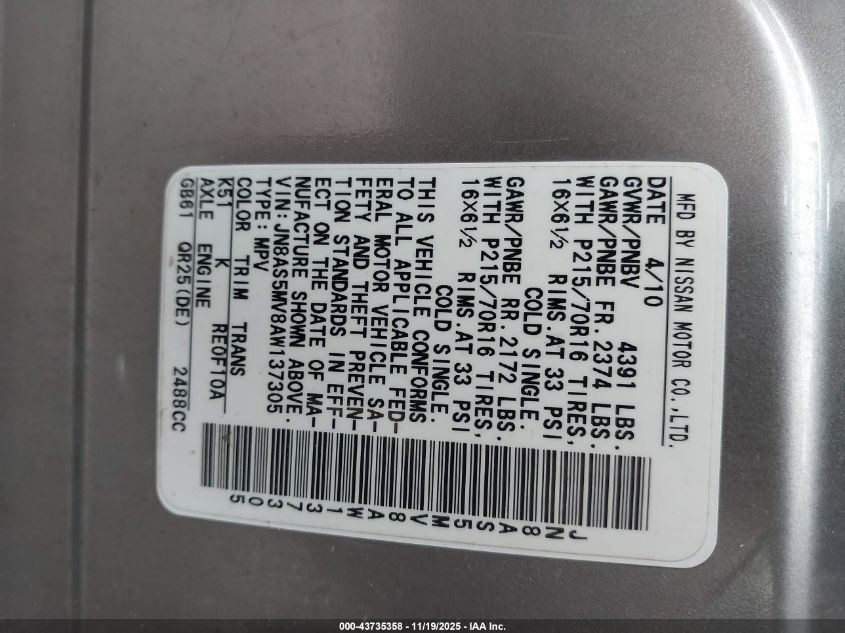 MFD BY NISSAN MOTOR CO.,LTD.
DATE 4/10
GVWR/PNBV 4391 LBS.
GAWR/PNBE FR. 2374 LBS.
WITH P215/70R16 TIRES,
16X6½ RIMS.AT 33 PSI
COLD SINGLE.
GAWR/PNBE RR. 2172 LBS.
WITH P215/70R16 TIRES,
16X6½ RIMS.AT 33 PSI
COLD SINGLE.
THIS VEHICLE CONFORMS
TO ALL APPLICABLE FED-
ERAL MOTOR VEHICLE SA-
FETY AND THEFT PREVEN-
TION STANDARDS IN EFF-
ECT ON THE DATE OF MA-
NUFACTURE SHOWN ABOVE.
VIN:JN8AS5MV8AW137305
TYPE:MPV
COLOR TRIM TRANS
K51 K RE0F10A
AXLE ENGINE
GB61 QR25(DE) 2488CC
JN8AS5MV8AW137305
000-43735358 - 11/19/2025 - IAA Inc.